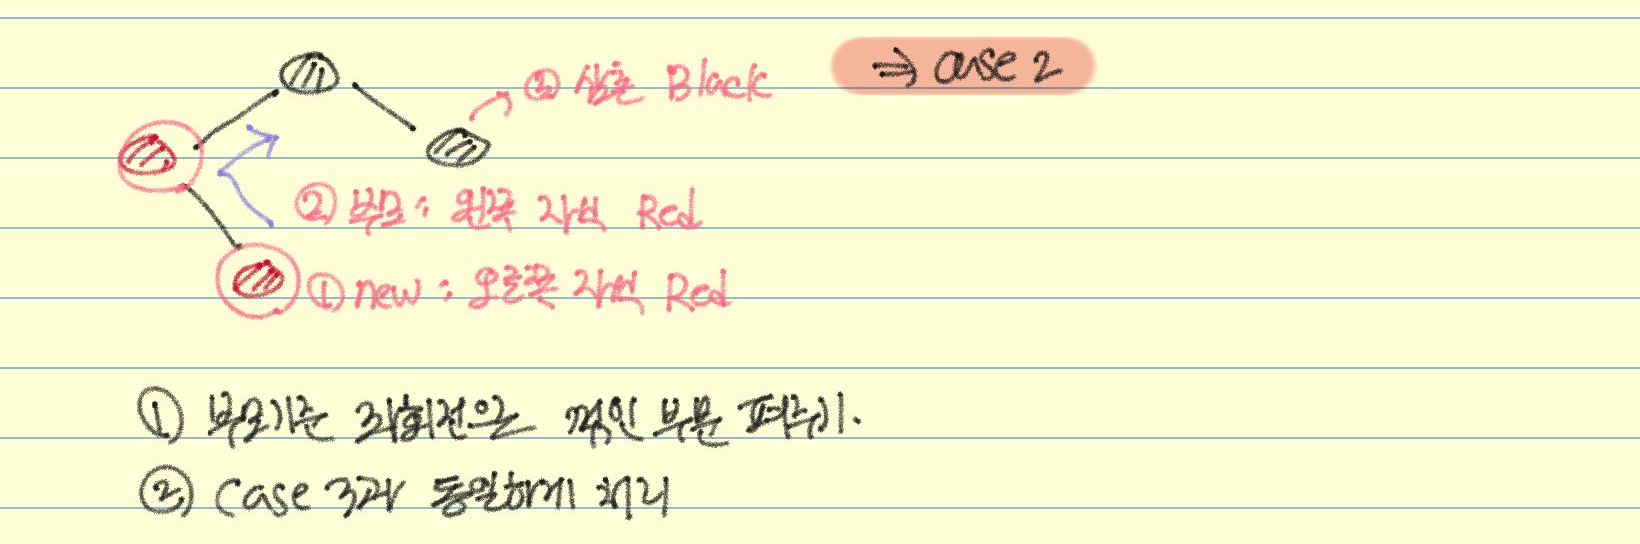 ③ 삼촌 Black
⇒ case 2
② 부모 : 왼쪽 자식 Red
① new : 오른쪽 자식 Red
① 부모기준 좌회전으로 꺾인 부분 펴주기.
② Case 3과 동일하게 처리